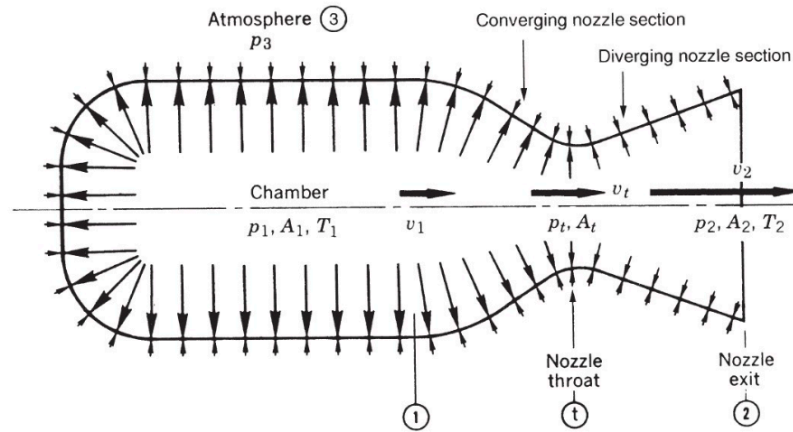 Converging nozzle section
Atmosphere ③
p₃
Diverging nozzle section
Chamber
v₂
vₜ
p₁, A₁, T₁
v₁
pₜ, Aₜ
p₂, A₂, T₂
Nozzle
throat
Nozzle
exit
①
ⓣ
②